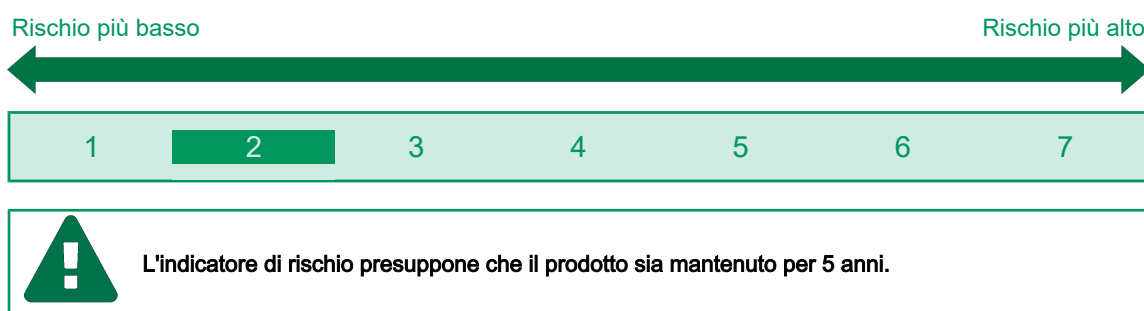 Rischio più basso Rischio più alto
1 2 3 4 5 6 7
L'indicatore di rischio presuppone che il prodotto sia mantenuto per 5 anni.